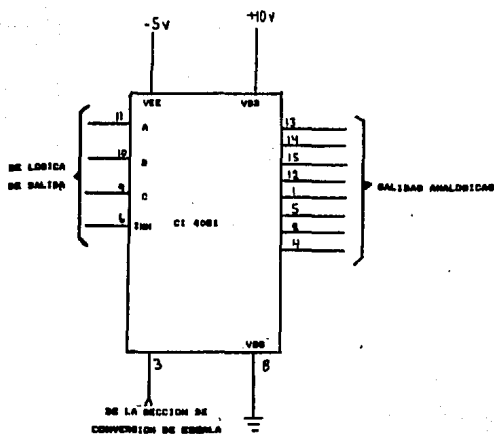 -5V
+10V
VEE
VDD
11
A
10
B
9
C
6
INH
DE LOGICA
DE SALIDA
CI 4051
13
14
15
12
1
5
2
4
SALIDAS ANALOGICAS
VSS
3
8
DE LA SECCION DE
CONVERSION DE ESCALA